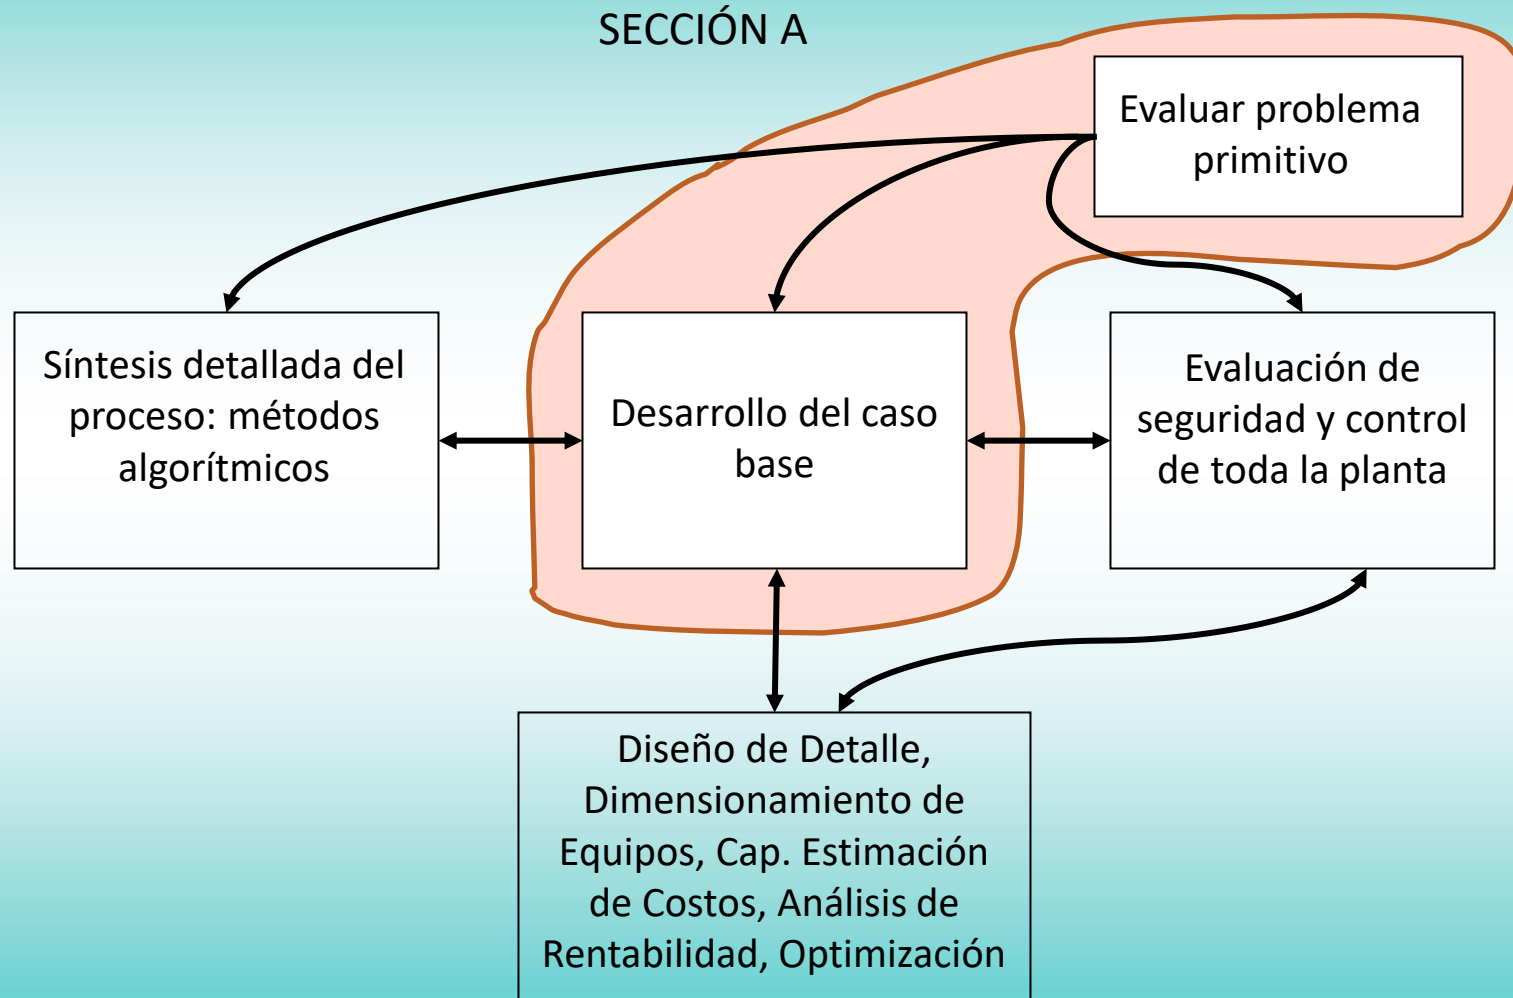 SECCIÓN A
Evaluar problema
primitivo
Síntesis detallada del
proceso: métodos
algorítmicos
Desarrollo del caso
base
Evaluación de
seguridad y control
de toda la planta
Diseño de Detalle,
Dimensionamiento de
Equipos, Cap. Estimación
de Costos, Análisis de
Rentabilidad, Optimización